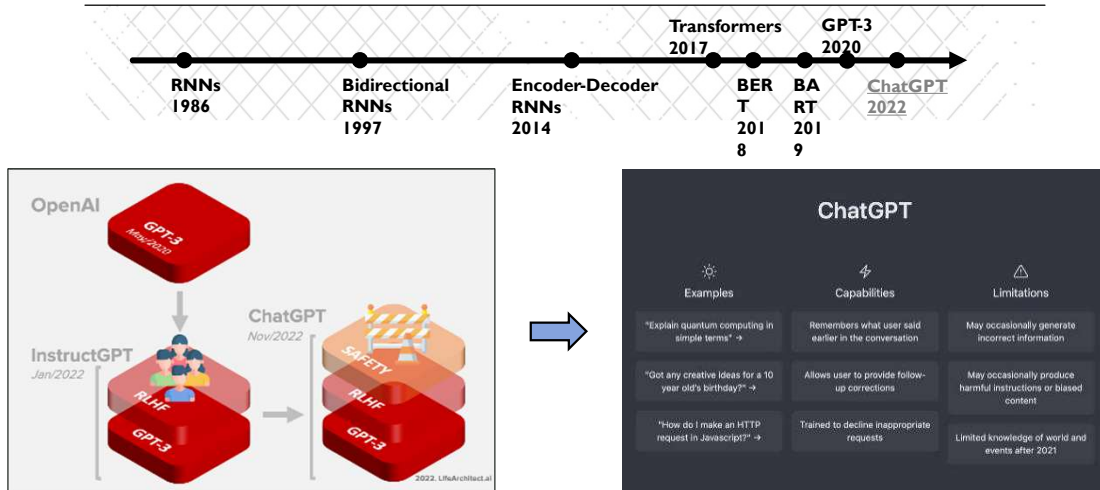 Transformers
2017
GPT-3
2020
RNNs
1986
Bidirectional
RNNs
1997
Encoder-Decoder
RNNs
2014
BER
T
201
8
BA
RT
201
9
ChatGPT
2022
OpenAI
GPT-3
May/2020
InstructGPT
Jan/2022
RLHF
GPT-3
ChatGPT
Nov/2022
SAFETY
RLHF
GPT-3
2022, LifeArchitect.ai
ChatGPT
Examples
"Explain quantum computing in
simple terms" →
"Got any creative ideas for a 10
year old's birthday?" →
"How do I make an HTTP
request in Javascript?" →
Capabilities
Remembers what user said
earlier in the conversation
Allows user to provide follow-
up corrections
Trained to decline inappropriate
requests
Limitations
May occasionally generate
incorrect information
May occasionally produce
harmful instructions or biased
content
Limited knowledge of world and
events after 2021